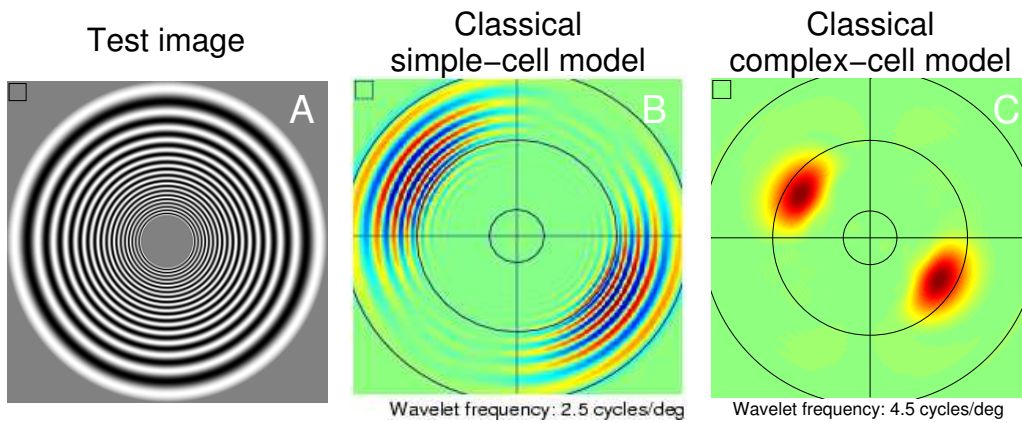 Test image
Classical
simple−cell model
Classical
complex−cell model
A
B
C
Wavelet frequency: 2.5 cycles/deg
Wavelet frequency: 4.5 cycles/deg